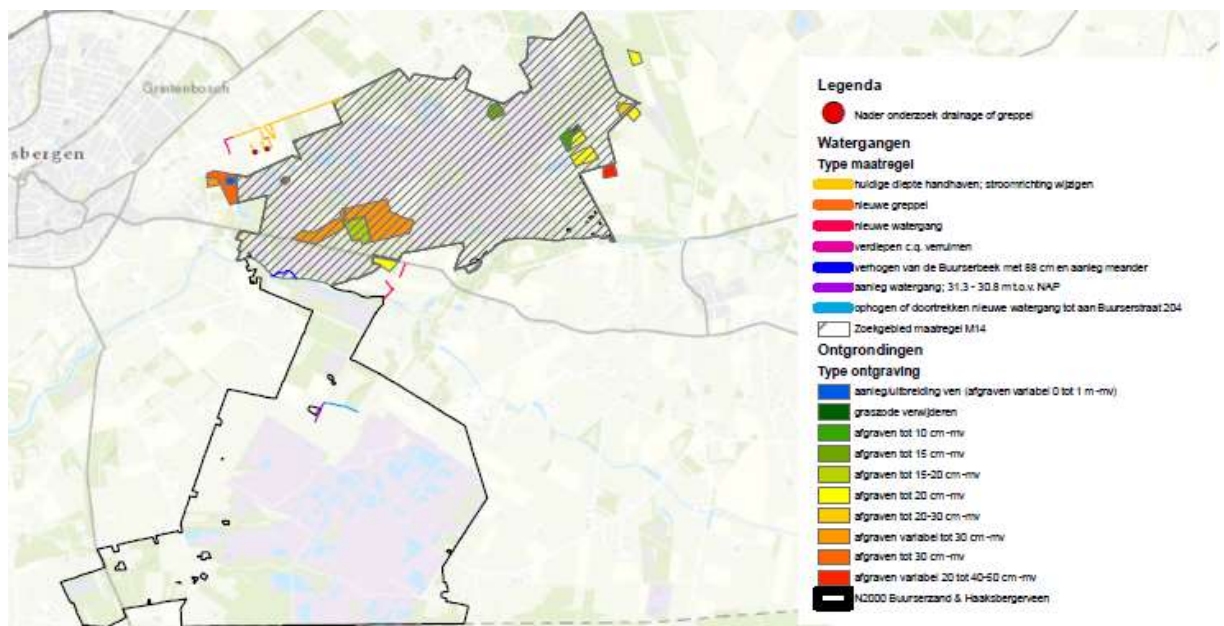 Grintenbosch
sbergen
Legenda
Nader onderzoek drainage of greppel
Watergangen
Type maatregel
huidige diepte handhaven; stroomrichting wijzigen
nieuwe greppel
nieuwe watergang
verdiepen c.q. verruimen
verhogen van de Buurserbeek met 88 cm en aanleg meander
aanleg watergang; 31.3 - 30.8 m t.o.v. NAP
ophogen of doortrekken nieuwe watergang tot aan Buurserstraat 204
Zoekgebied maatregel M14
Ontgrondingen
Type ontgraving
aanleg/uitbreiding ven (afgraven variabel 0 tot 1 m -mv)
graszode verwijderen
afgraven tot 10 cm -mv
afgraven tot 15 cm -mv
afgraven tot 15-20 cm -mv
afgraven tot 20 cm -mv
afgraven tot 20-30 cm -mv
afgraven variabel tot 30 cm -mv
afgraven tot 30 cm -mv
afgraven variabel 20 tot 40-50 cm -mv
N2000 Buurserzand & Haaksbergerveen